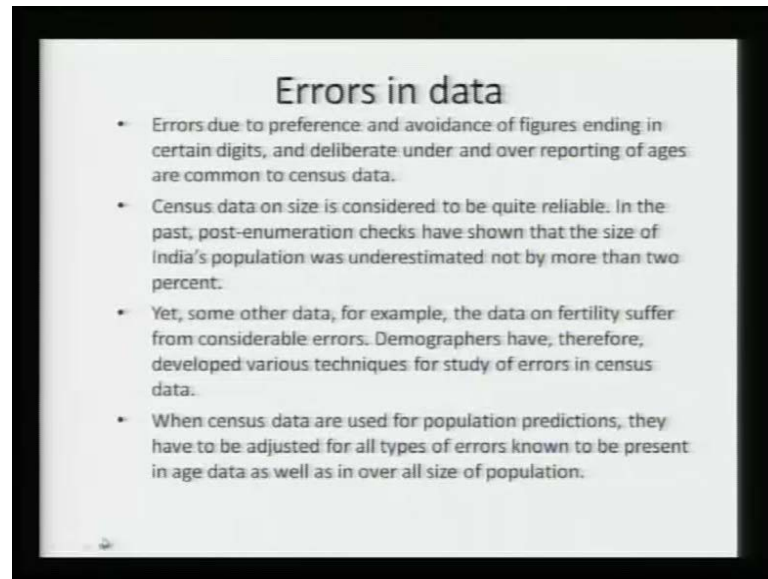 Errors in data
• Errors due to preference and avoidance of figures ending in
certain digits, and deliberate under and over reporting of ages
are common to census data.
• Census data on size is considered to be quite reliable. In the
past, post-enumeration checks have shown that the size of
India's population was underestimated not by more than two
percent.
• Yet, some other data, for example, the data on fertility suffer
from considerable errors. Demographers have, therefore,
developed various techniques for study of errors in census
data.
• When census data are used for population predictions, they
have to be adjusted for all types of errors known to be present
in age data as well as in over all size of population.